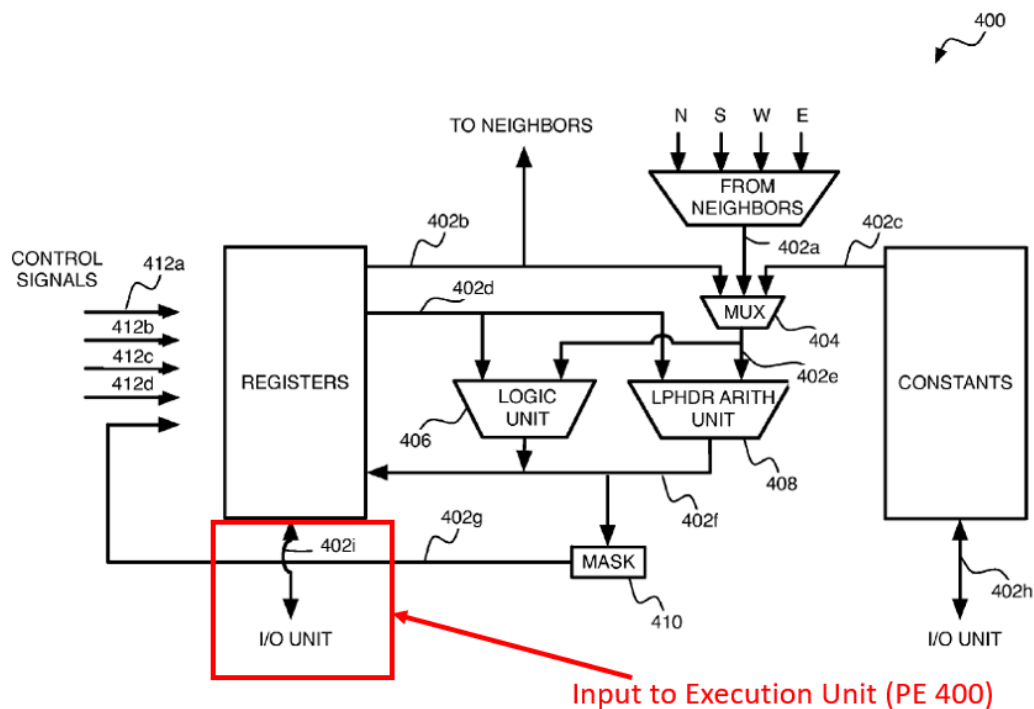 400
N S W E
TO NEIGHBORS
FROM
NEIGHBORS
402b
402a
402c
CONTROL
SIGNALS
412a
402d
MUX
404
412b
412c
402e
412d
REGISTERS
LOGIC
UNIT
LPHDR ARITH
UNIT
CONSTANTS
406
408
402f
402g
402i
MASK
410
402h
I/O UNIT
I/O UNIT
Input to Execution Unit (PE 400)